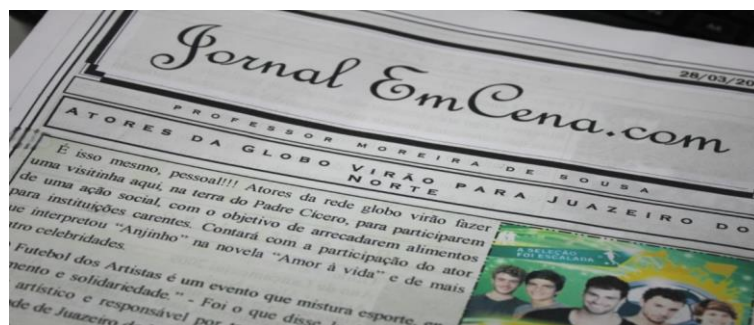 Jornal EmCena.com
28/03/20
PROFESSOR MOREIRA DE SOUSA
ATORES DA GLOBO VIRÃO PARA JUAZEIRO DO
NORTE
É isso mesmo, pessoal!!! Atores da rede globo virão fazer
uma visitinha aqui, na terra do Padre Cícero, para participarem
de uma ação social, com o objetivo de arrecadarem alimentos
para instituições carentes. Contará com a participação do ator
ue interpretou "Anjinho" na novela "Amor à vida" e de mais
tro celebridades.
Futebol dos Artistas é um evento que mistura esporte,
mento e solidariedade." - Foi o que disse
artístico e responsável por
de de Juazeiro
A SELEÇÃO
FOI ESCALADA